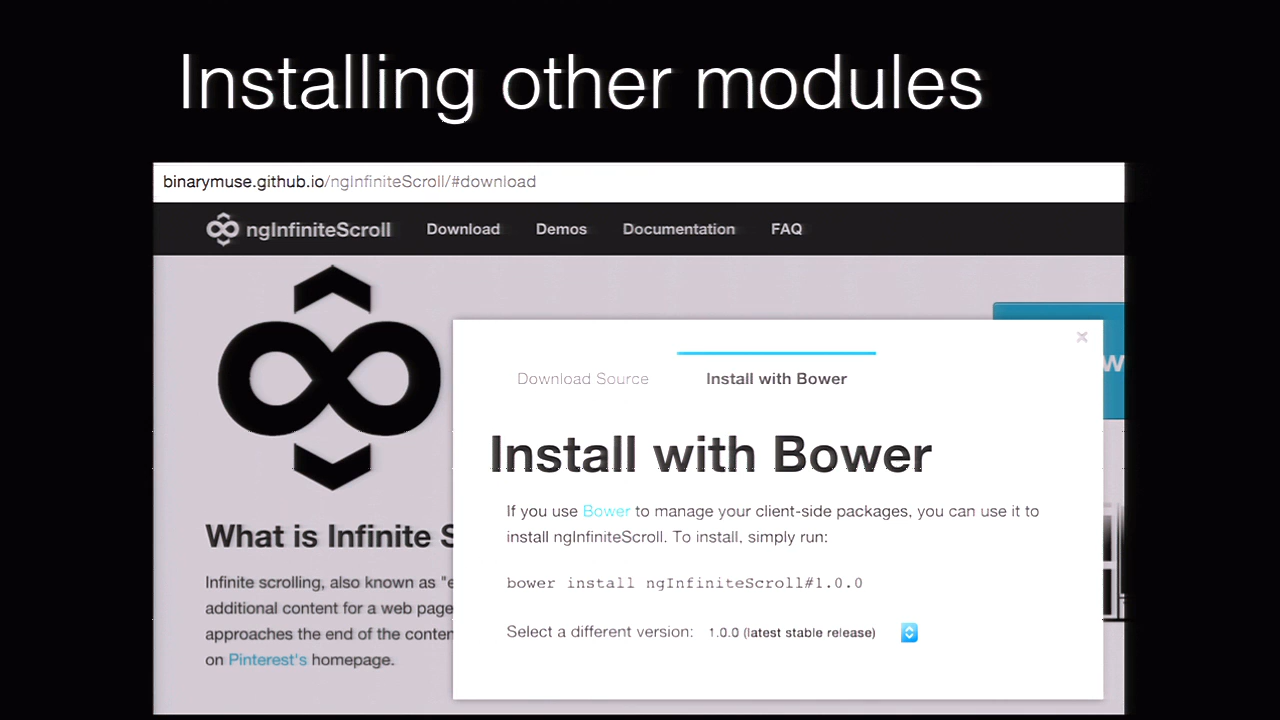 Installing other modules
binarymuse.github.io/ngInfiniteScroll/#download
ngInfiniteScroll Download Demos Documentation FAQ
Download Source Install with Bower
Install with Bower
If you use Bower to manage your client-side packages, you can use it to
install ngInfiniteScroll. To install, simply run:
bower install ngInfiniteScroll#1.0.0
Select a different version: 1.0.0 (latest stable release)
What is Infinite S
Infinite scrolling, also known as "e
additional content for a web page
approaches the end of the conten
on Pinterest's homepage.